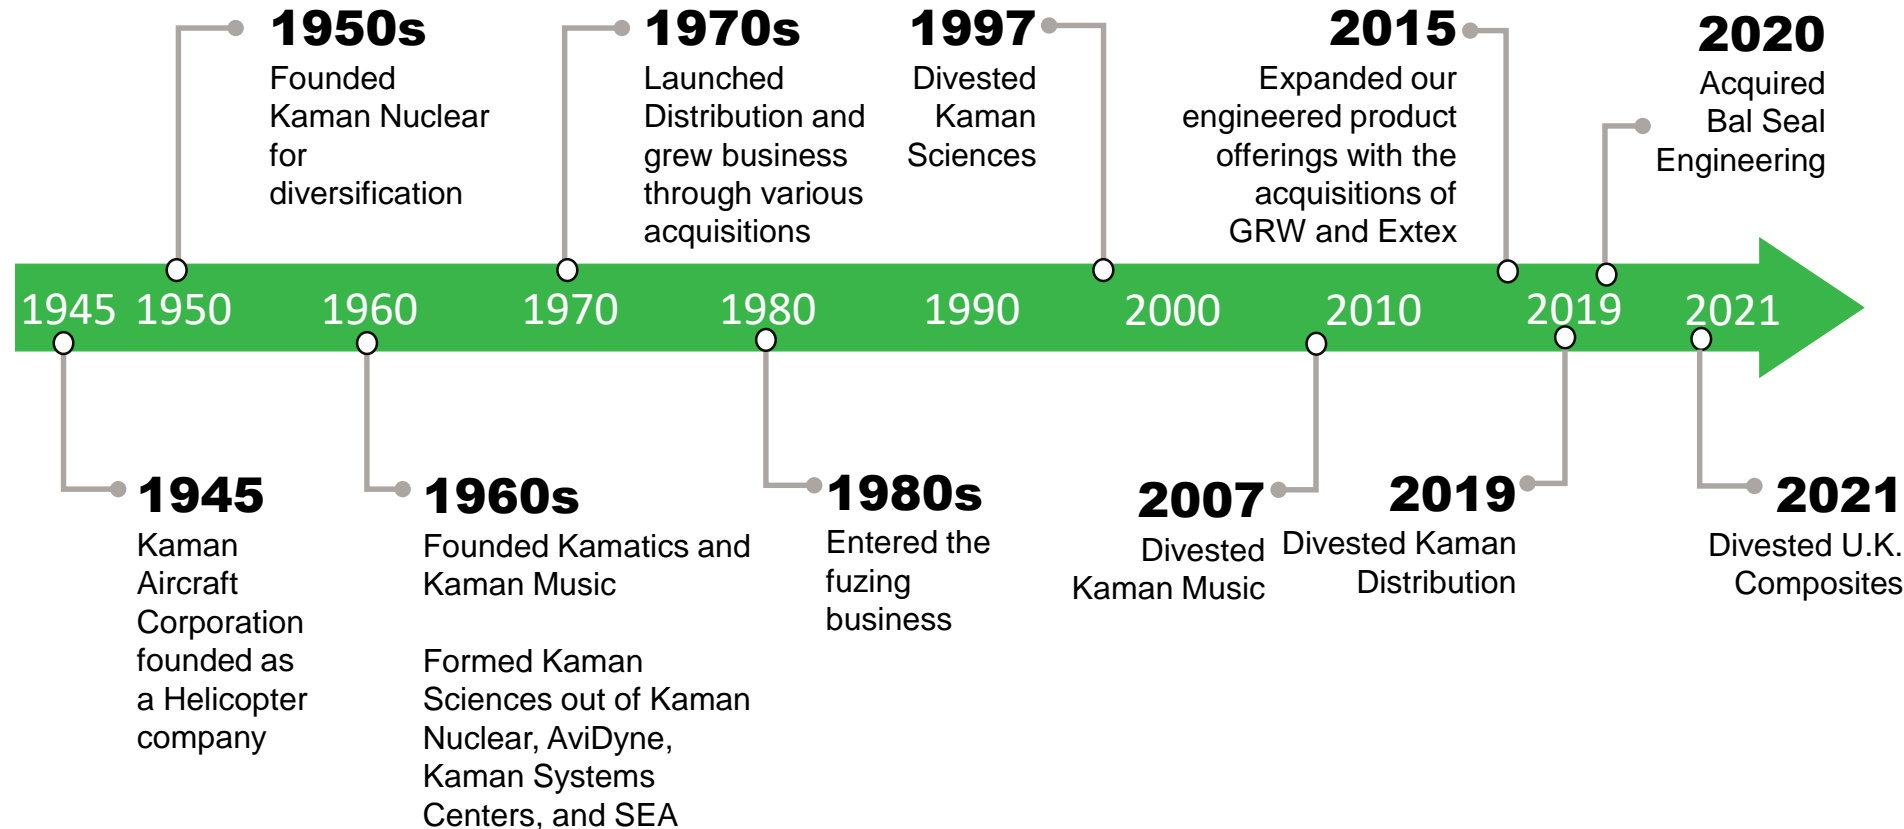 1950s
Founded
Kaman Nuclear
for
diversification
1970s
Launched
Distribution and
grew business
through various
acquisitions
1997
Divested
Kaman
Sciences
2015
Expanded our
engineered product
offerings with the
acquisitions of
GRW and Extex
2020
Acquired
Bal Seal
Engineering
1945 1950 1960 1970 1980 1990 2000 2010 2019 2021
1945
Kaman
Aircraft
Corporation
founded as
a Helicopter
company
1960s
Founded Kamatics and
Kaman Music
Formed Kaman
Sciences out of Kaman
Nuclear, AviDyne,
Kaman Systems
Centers, and SEA
1980s
Entered the
fuzing
business
2007
Divested
Kaman Music
2019
Divested Kaman
Distribution
2021
Divested U.K.
Composites